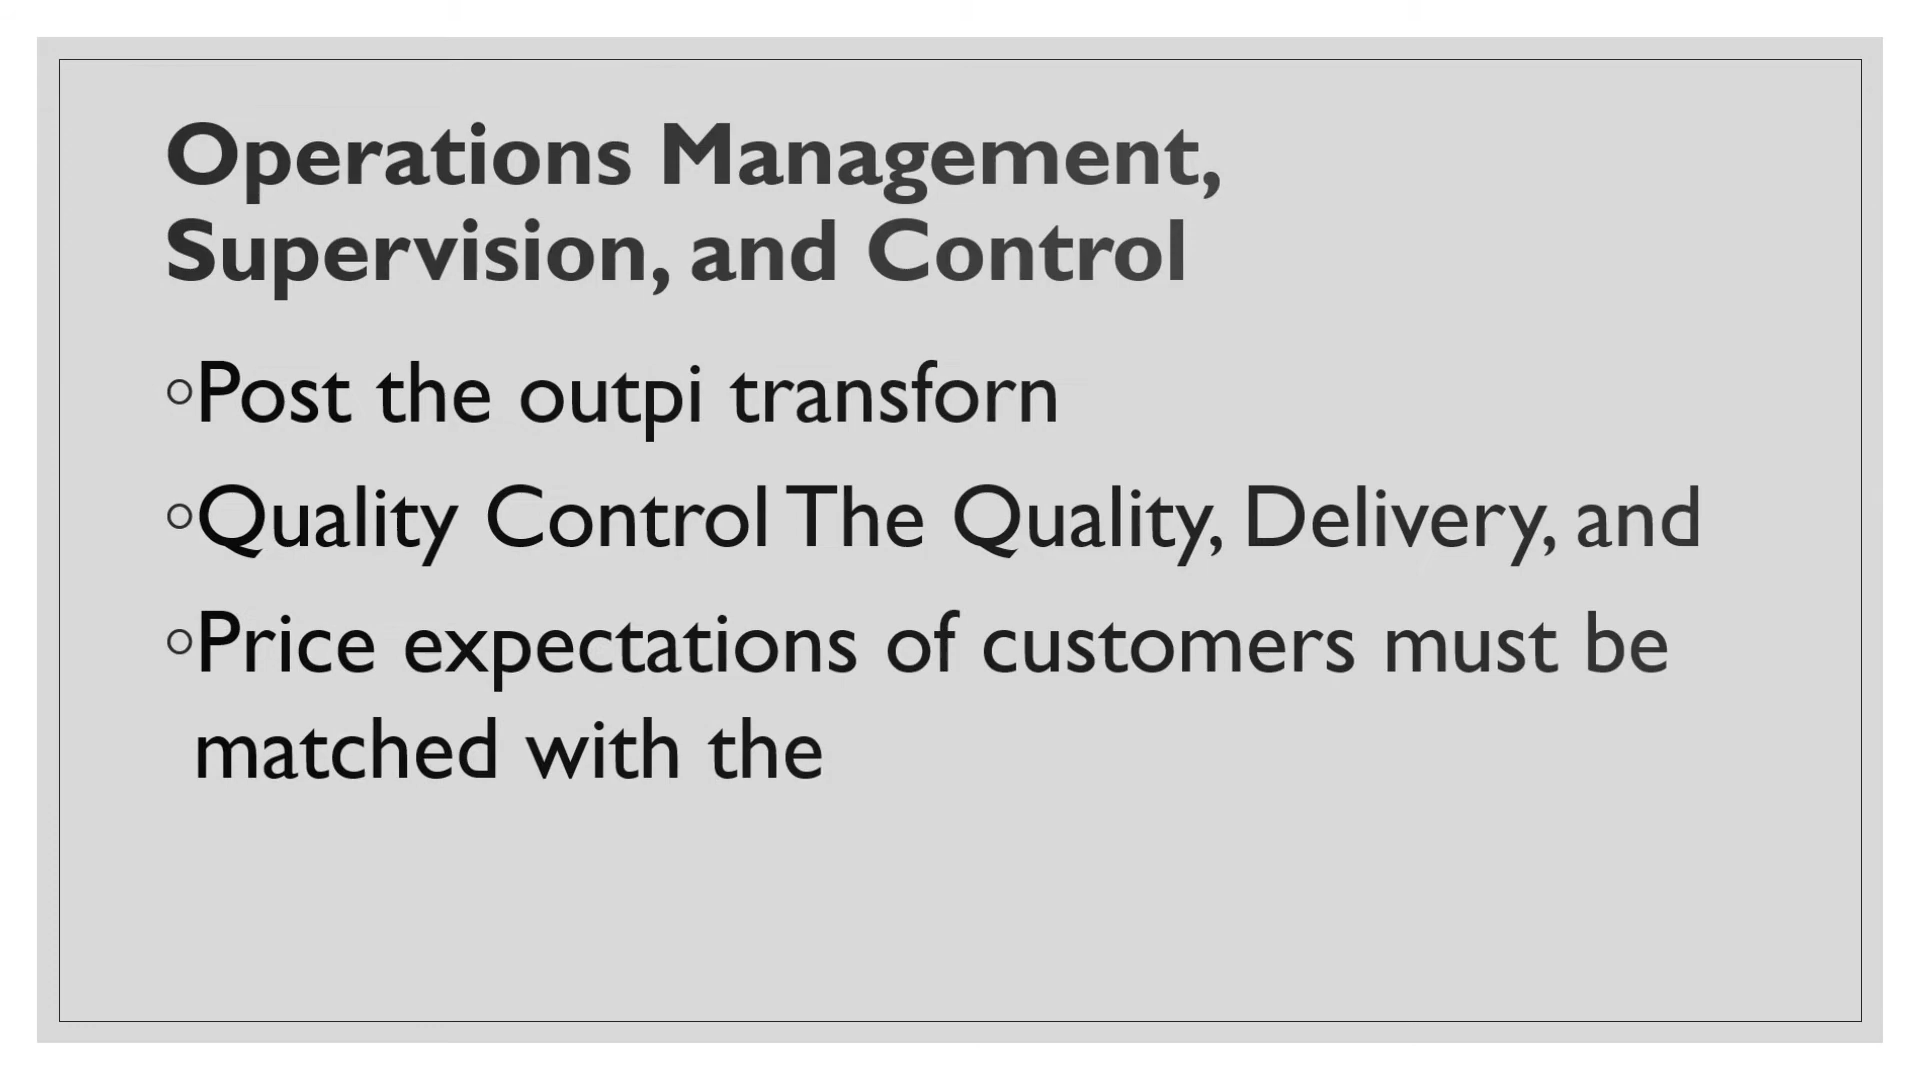 Operations Management,
Supervision, and Control
◦Post the outpi transforn
◦Quality Control The Quality, Delivery, and
◦Price expectations of customers must be
matched with the